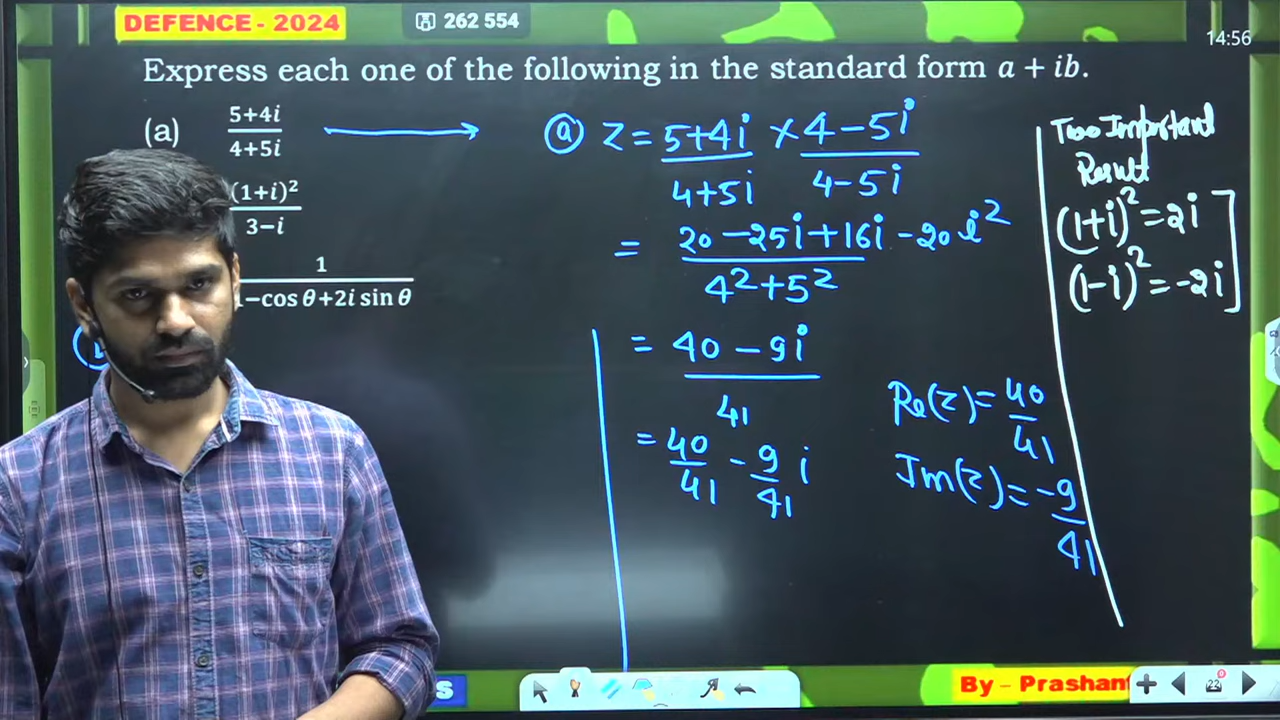 DEFENCE - 2024
262 554
14:56
Express each one of the following in the standard form a + ib.
(a) 5+4i / 4+5i
(1+i)² / 3−i
1 / 1−cos θ+2i sin θ
(a) Z = 5+4i / 4+5i × 4−5i / 4−5i
= 20 −25i+16i −20i² / 4²+5²
= 40 − 9i / 41
= 40/41 − 9/41 i
Re(z) = 40/41
Im(z) = −9/41
Two Important
Result
(1+i)² = 2i
(1−i)² = −2i
S
By - Prashant
22